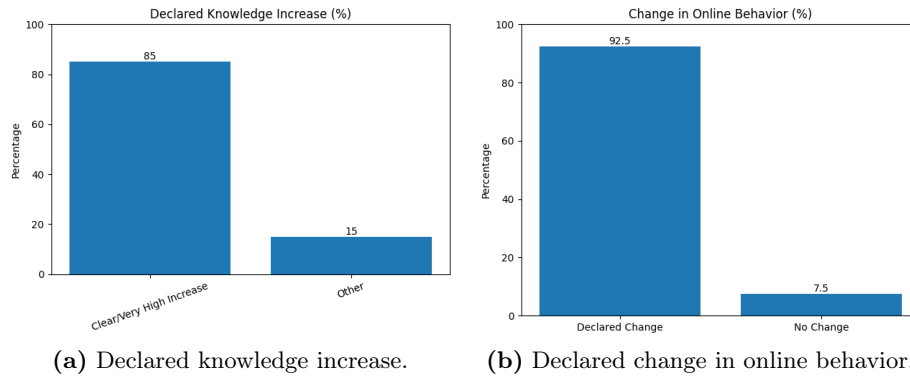 Declared Knowledge Increase (%)
100
80
60
40
20
0
Percentage
85
15
Clear/Very High Increase
Other
(a) Declared knowledge increase.
Change in Online Behavior (%)
100
80
60
40
20
0
Percentage
92.5
7.5
Declared Change
No Change
(b) Declared change in online behavior.